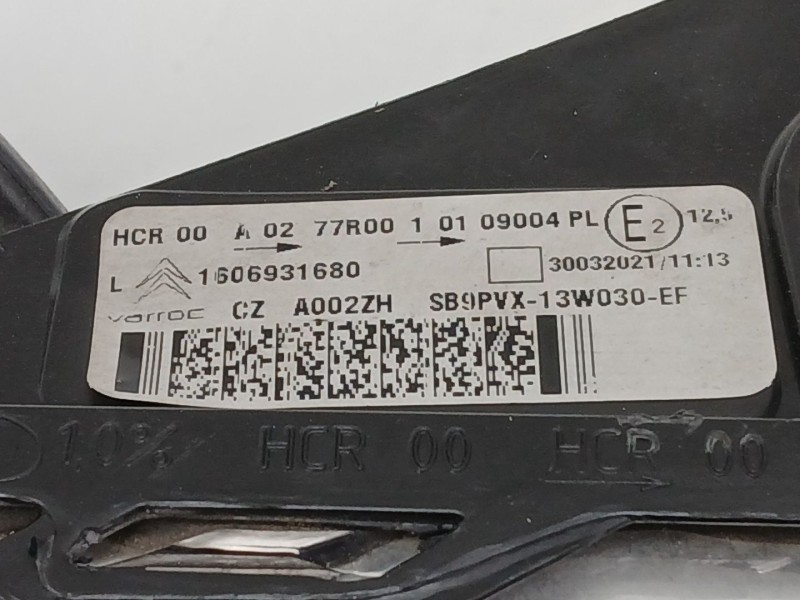 HCR 00 A 02 77R00 1 01 09004 PL E2 12,5
L 1606931680 30032021/11:13
varroc CZ A002ZH SB9PVX-13W030-EF
10% HCR 00 HCR 00